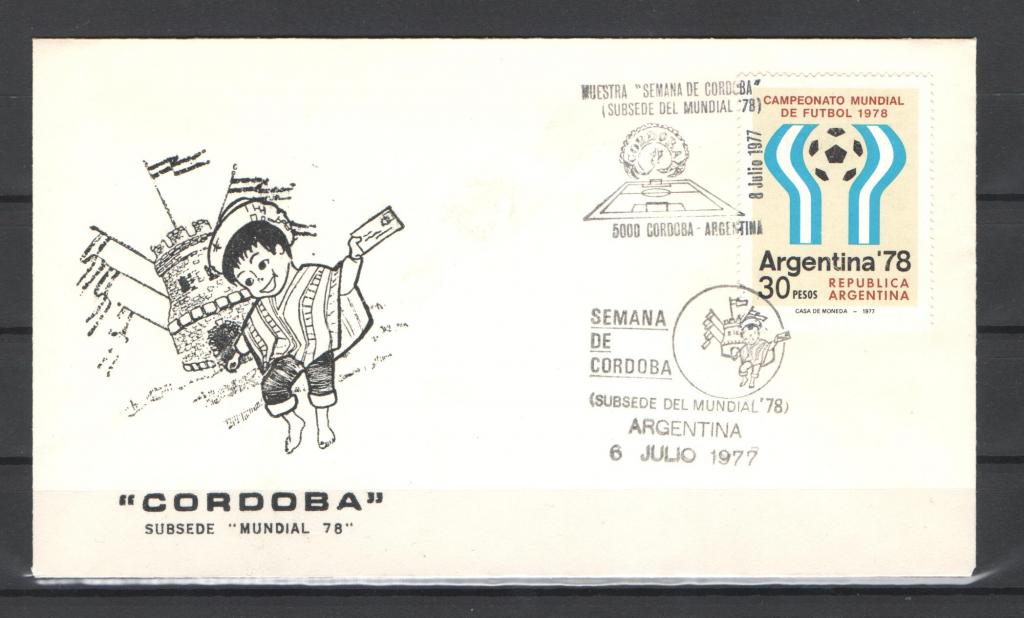 MUESTRA "SEMANA DE CORDOBA"
(SUBSEDE DEL MUNDIAL '78)
CORDOBA
5000 CORDOBA - ARGENTINA
8 Julio 1977
CAMPEONATO MUNDIAL
DE FUTBOL 1978
Argentina '78
30 PESOS
REPUBLICA
ARGENTINA
CASA DE MONEDA - 1977
SEMANA
DE
CORDOBA
(SUBSEDE DEL MUNDIAL '78)
ARGENTINA
6 JULIO 1977
"CORDOBA"
SUBSEDE "MUNDIAL 78"